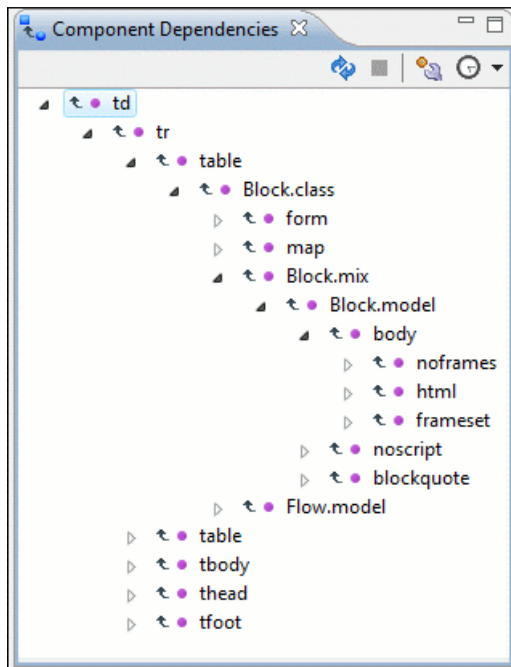 Component Dependencies
td
tr
table
Block.class
form
map
Block.mix
Block.model
body
noframes
html
frameset
noscript
blockquote
Flow.model
table
tbody
thead
tfoot